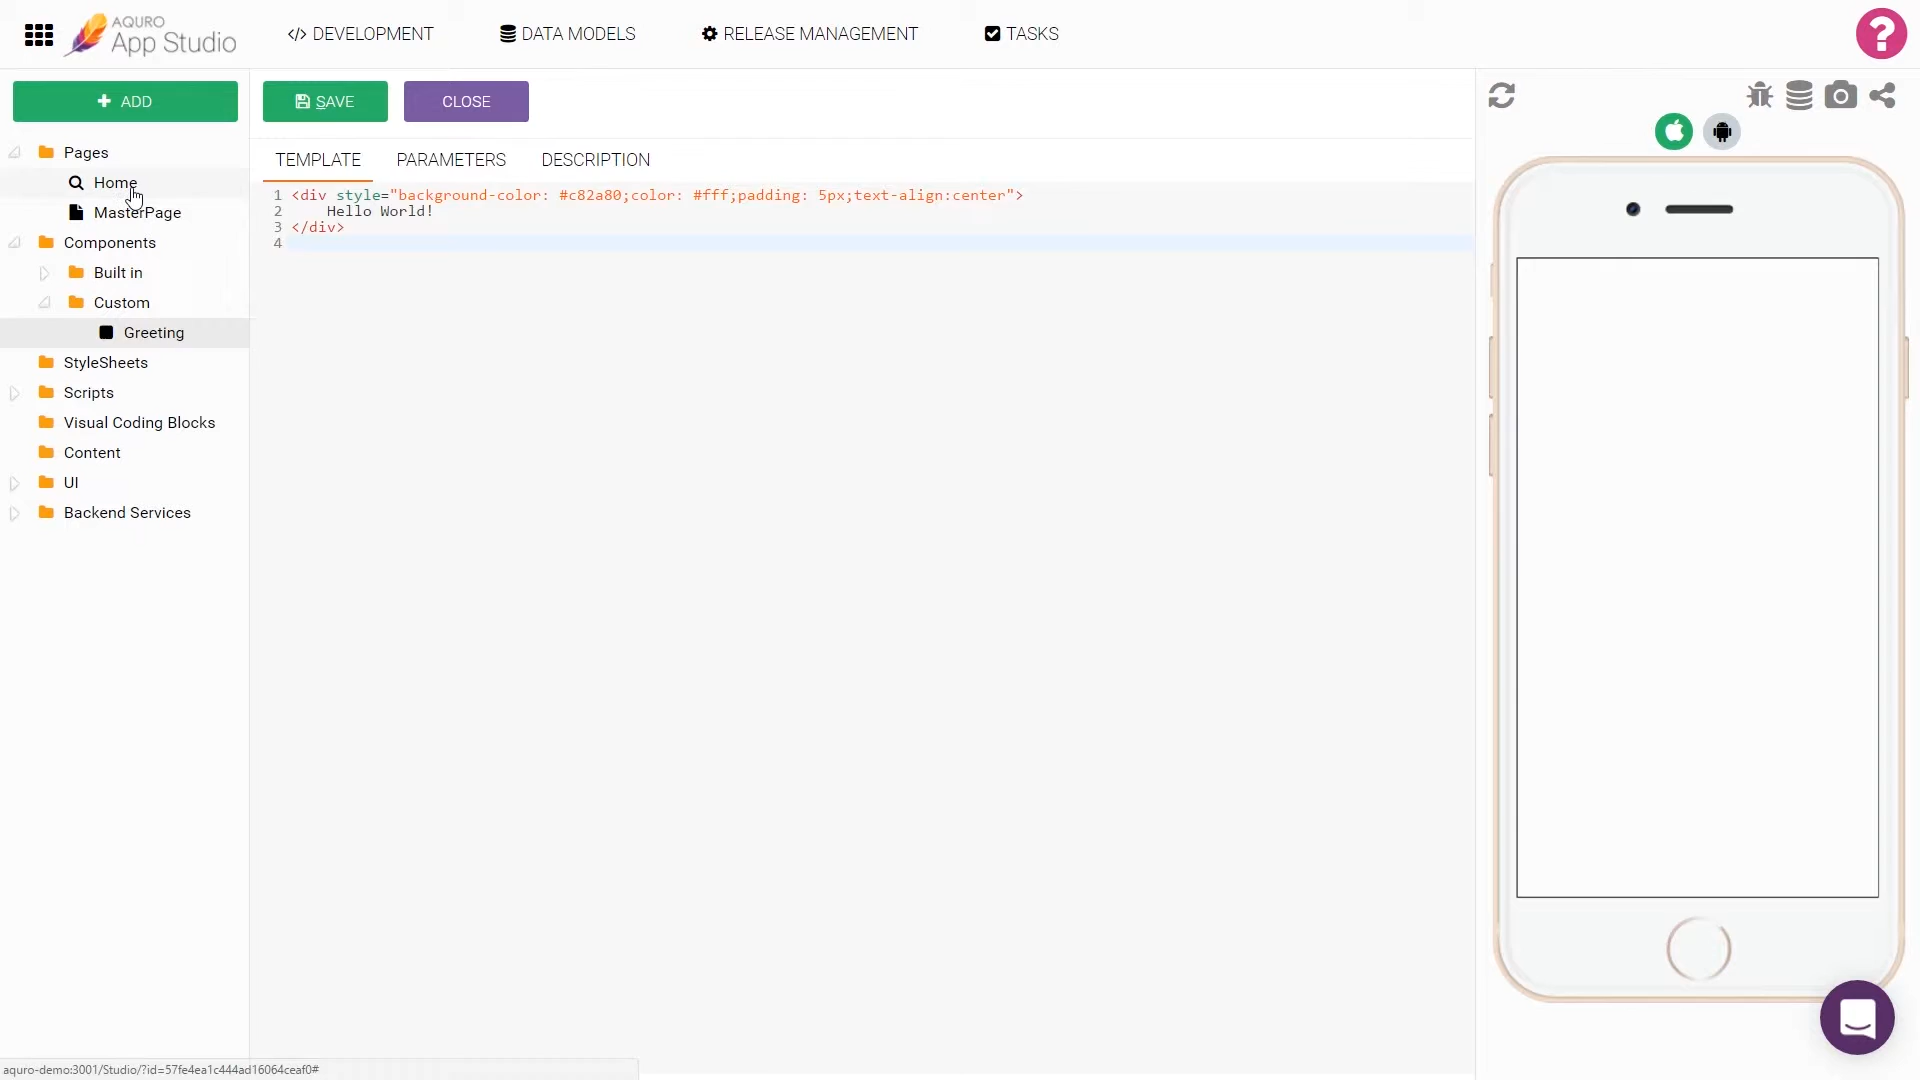 AQURO
App Studio
</> DEVELOPMENT
DATA MODELS
RELEASE MANAGEMENT
TASKS
?
+ ADD
SAVE
CLOSE
Pages
Home
MasterPage
Components
Built in
Custom
Greeting
StyleSheets
Scripts
Visual Coding Blocks
Content
UI
Backend Services
TEMPLATE PARAMETERS DESCRIPTION
1 <div style="background-color: #c82a80;color: #fff;padding: 5px;text-align:center">
2 Hello World!
3 </div>
4
aquro-demo:3001/Studio/?id=57fe4ea1c444ad16064ceaf0#